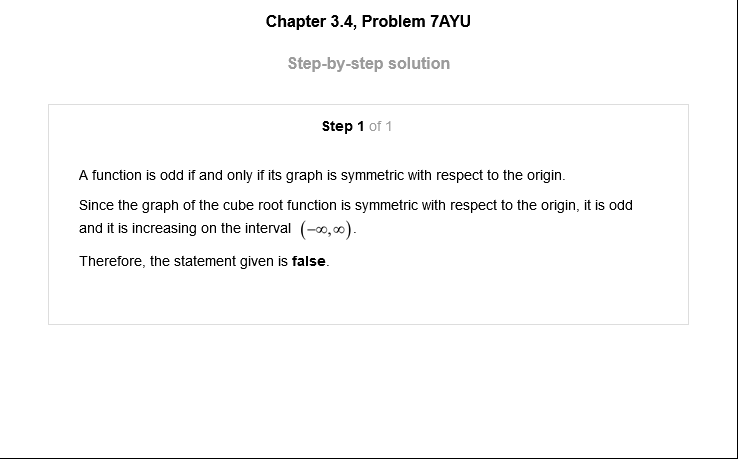 Chapter 3.4, Problem 7AYU
Step-by-step solution
Step 1 of 1
A function is odd if and only if its graph is symmetric with respect to the origin.
Since the graph of the cube root function is symmetric with respect to the origin, it is odd
and it is increasing on the interval (−∞,∞).
Therefore, the statement given is false.